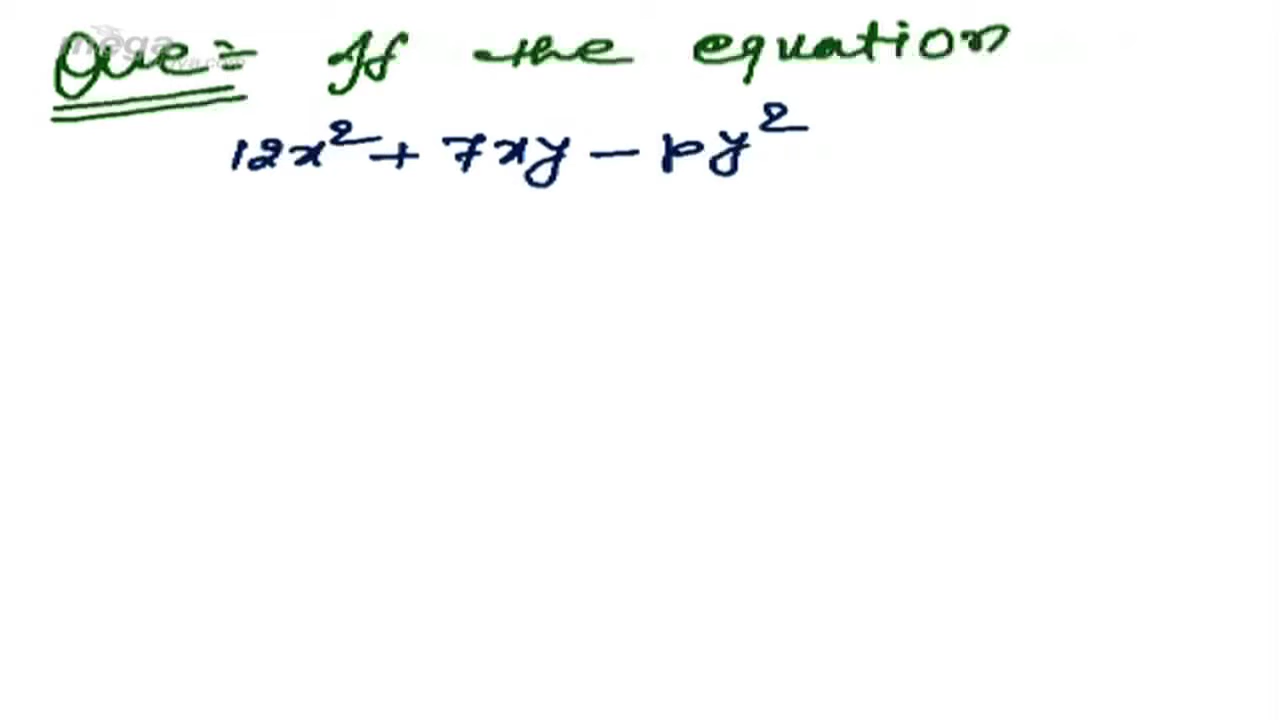 Que= If the equation
12x² + 7xy - py²